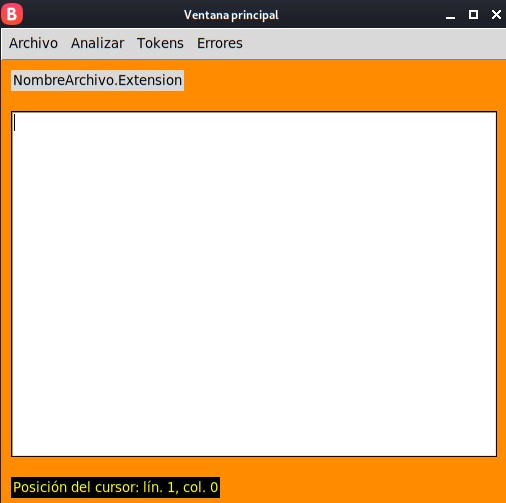 B
Ventana principal
Archivo Analizar Tokens Errores
NombreArchivo.Extension
Posición del cursor: lín. 1, col. 0